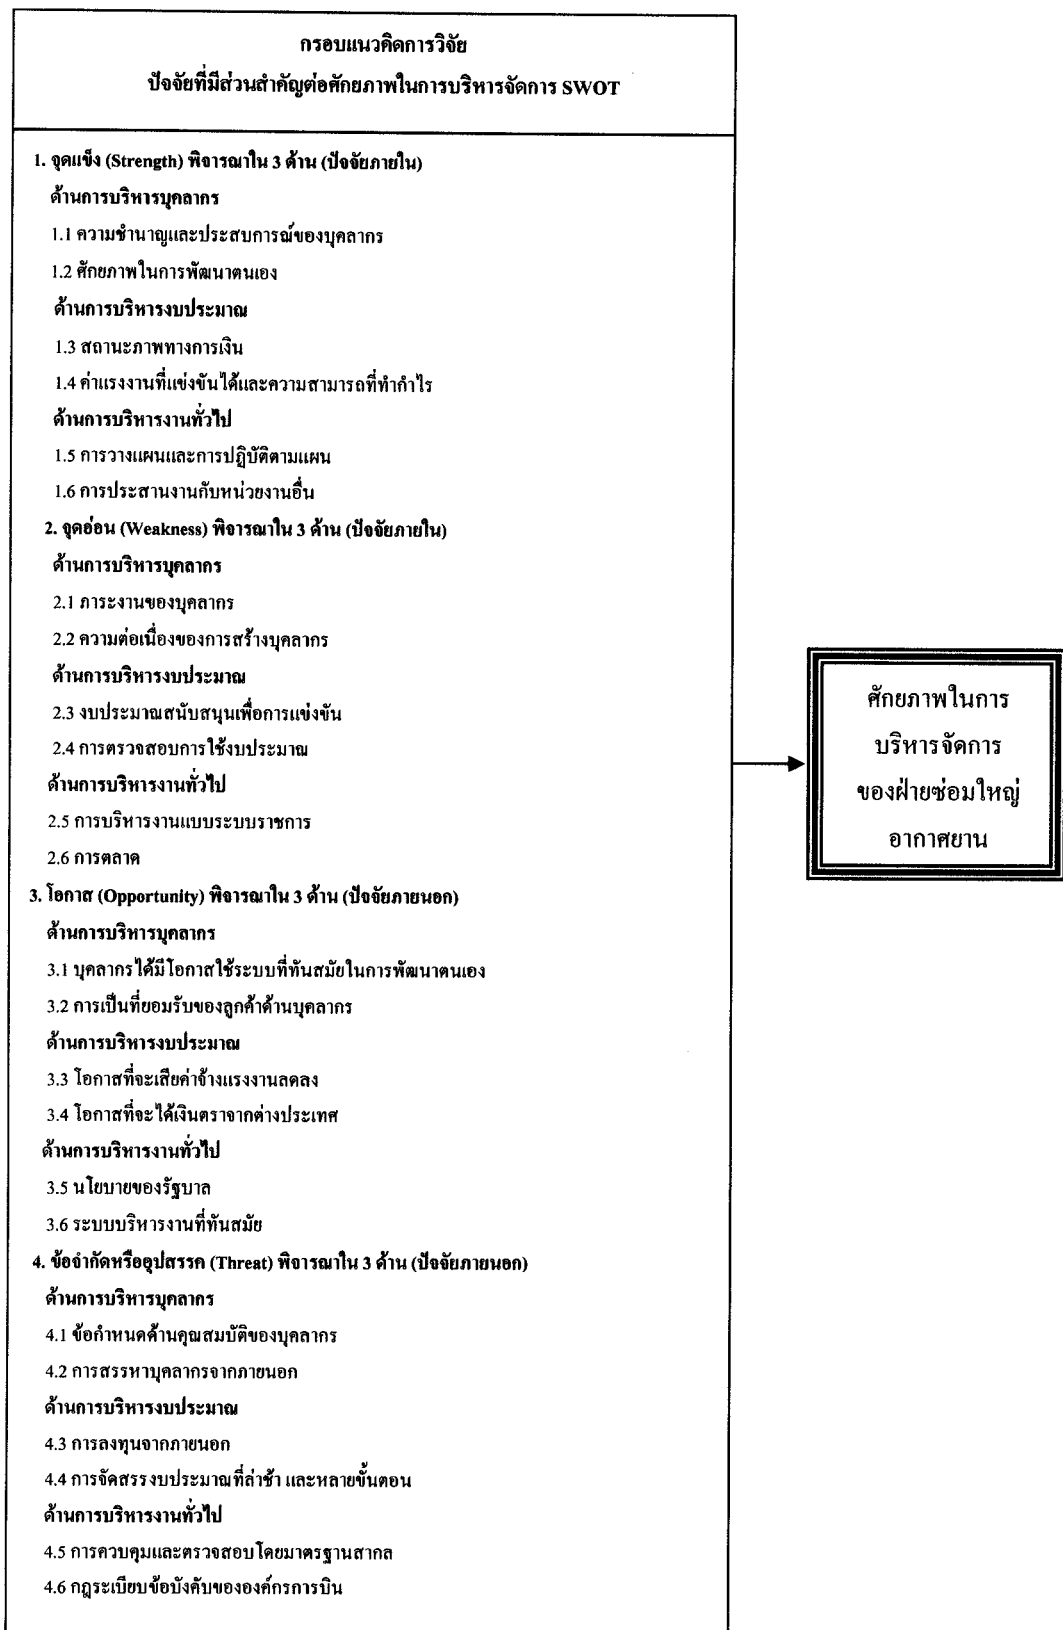 กรอบแนวคิดการวิจัย
ปัจจัยที่มีส่วนสำคัญต่อศักยภาพในการบริหารจัดการ SWOT
1. จุดแข็ง (Strength) พิจารณาใน 3 ด้าน (ปัจจัยภายใน)
ด้านการบริหารบุคลากร
1.1 ความชำนาญและประสบการณ์ของบุคลากร
1.2 ศักยภาพในการพัฒนาตนเอง
ด้านการบริหารงบประมาณ
1.3 สถานะภาพทางการเงิน
1.4 ค่าแรงงานที่แข่งขันได้และความสามารถที่ทำกำไร
ด้านการบริหารงานทั่วไป
1.5 การวางแผนและการปฏิบัติตามแผน
1.6 การประสานงานกับหน่วยงานอื่น
2. จุดอ่อน (Weakness) พิจารณาใน 3 ด้าน (ปัจจัยภายใน)
ด้านการบริหารบุคลากร
2.1 ภาระงานของบุคลากร
2.2 ความต่อเนื่องของการสร้างบุคลากร
ด้านการบริหารงบประมาณ
2.3 งบประมาณสนับสนุนเพื่อการแข่งขัน
2.4 การตรวจสอบการใช้งบประมาณ
ด้านการบริหารงานทั่วไป
2.5 การบริหารงานแบบระบบราชการ
2.6 การตลาด
3. โอกาส (Opportunity) พิจารณาใน 3 ด้าน (ปัจจัยภายนอก)
ด้านการบริหารบุคลากร
3.1 บุคลากรได้มีโอกาสใช้ระบบที่ทันสมัยในการพัฒนาตนเอง
3.2 การเป็นที่ยอมรับของลูกค้าด้านบุคลากร
ด้านการบริหารงบประมาณ
3.3 โอกาสที่จะเสียค่าจ้างแรงงานลดลง
3.4 โอกาสที่จะได้เงินตราจากต่างประเทศ
ด้านการบริหารงานทั่วไป
3.5 นโยบายของรัฐบาล
3.6 ระบบบริหารงานที่ทันสมัย
4. ข้อจำกัดหรืออุปสรรค (Threat) พิจารณาใน 3 ด้าน (ปัจจัยภายนอก)
ด้านการบริหารบุคลากร
4.1 ข้อกำหนดด้านคุณสมบัติของบุคลากร
4.2 การสรรหาบุคลากรจากภายนอก
ด้านการบริหารงบประมาณ
4.3 การลงทุนจากภายนอก
4.4 การจัดสรรงบประมาณที่ล่าช้า และหลายขั้นตอน
ด้านการบริหารงานทั่วไป
4.5 การควบคุมและตรวจสอบโดยมาตรฐานสากล
4.6 กฎระเบียบข้อบังคับขององค์กรการบิน
ศักยภาพในการ
บริหารจัดการ
ของฝ่ายซ่อมใหญ่
อากาศยาน